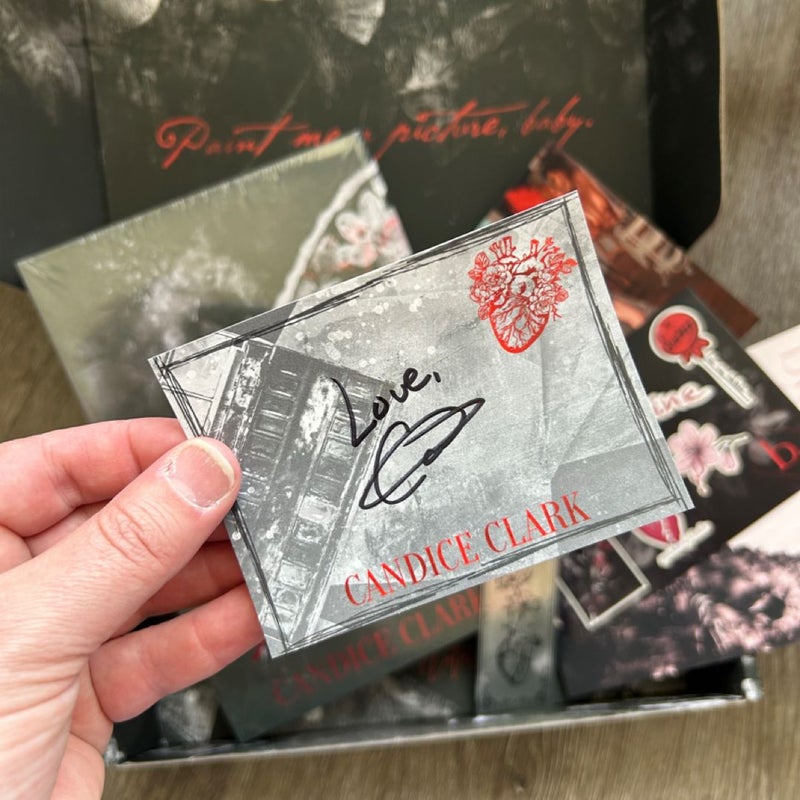 Paint me a picture, baby.
Love,
CANDICE CLARK
CANDICE CLARK